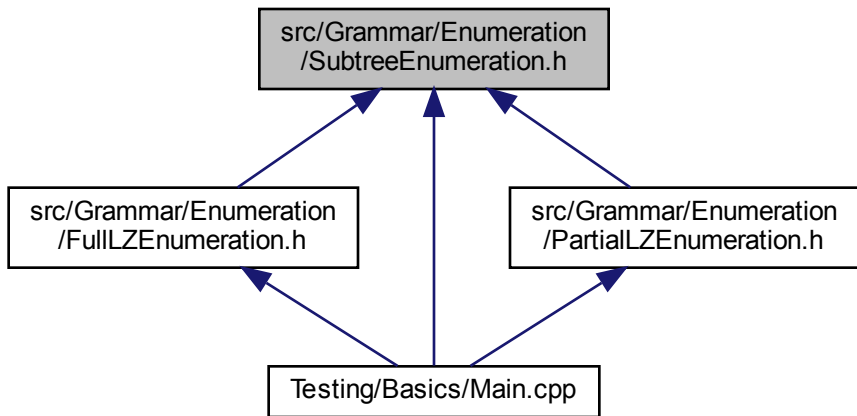 src/Grammar/Enumeration
/SubtreeEnumeration.h
src/Grammar/Enumeration
/FullLZEnumeration.h
src/Grammar/Enumeration
/PartialLZEnumeration.h
Testing/Basics/Main.cpp